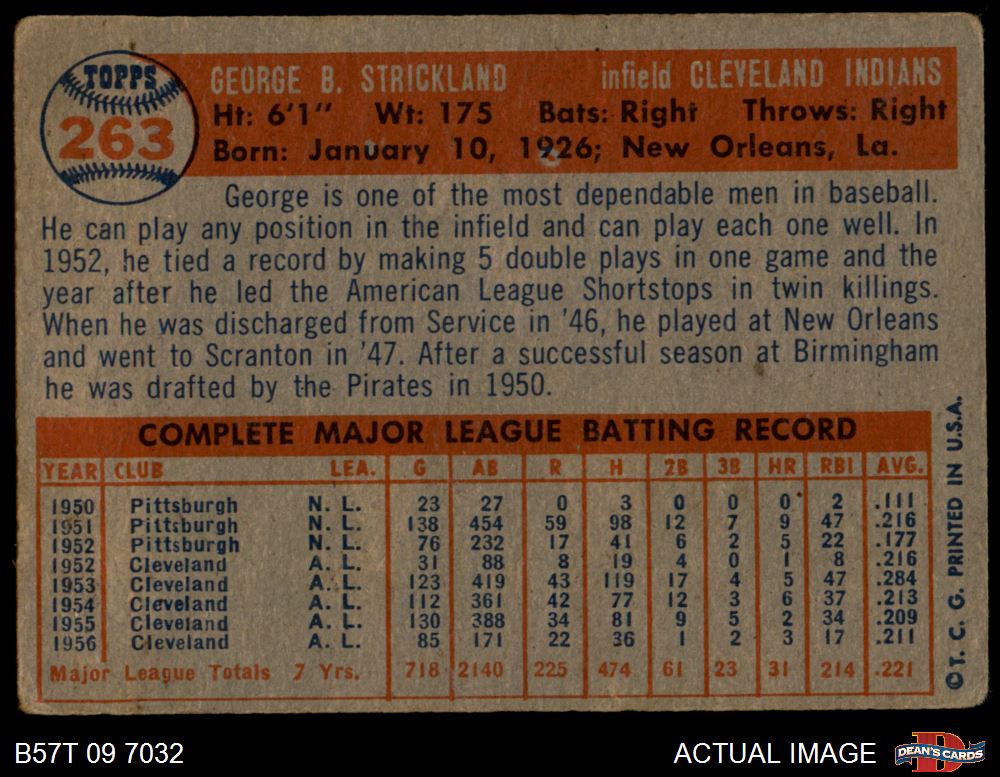 TOPPS
263
GEORGE B. STRICKLAND infield CLEVELAND INDIANS
Ht: 6'1" Wt: 175 Bats: Right Throws: Right
Born: January 10, 1926; New Orleans, La.
George is one of the most dependable men in baseball.
He can play any position in the infield and can play each one well. In
1952, he tied a record by making 5 double plays in one game and the
year after he led the American League Shortstops in twin killings.
When he was discharged from Service in '46, he played at New Orleans
and went to Scranton in '47. After a successful season at Birmingham
he was drafted by the Pirates in 1950.
COMPLETE MAJOR LEAGUE BATTING RECORD
YEAR CLUB LEA. G AB R H 2B 3B HR RBI AVG.
1950 Pittsburgh N. L. 23 27 0 3 0 0 0 2 .111
1951 Pittsburgh N. L. 138 454 59 98 12 7 9 47 .216
1952 Pittsburgh N. L. 76 232 17 41 6 2 5 22 .177
1952 Cleveland A. L. 31 88 8 19 4 0 1 8 .216
1953 Cleveland A. L. 123 419 43 119 17 4 5 47 .284
1954 Cleveland A. L. 112 361 42 77 12 3 6 37 .213
1955 Cleveland A. L. 130 388 34 81 9 5 2 34 .209
1956 Cleveland A. L. 85 171 22 36 1 2 3 17 .211
Major League Totals 7 Yrs. 718 2140 225 474 61 23 31 214 .221
©T. C. G. PRINTED IN U.S.A.
B57T 09 7032 ACTUAL IMAGE
DEAN'S CARDS